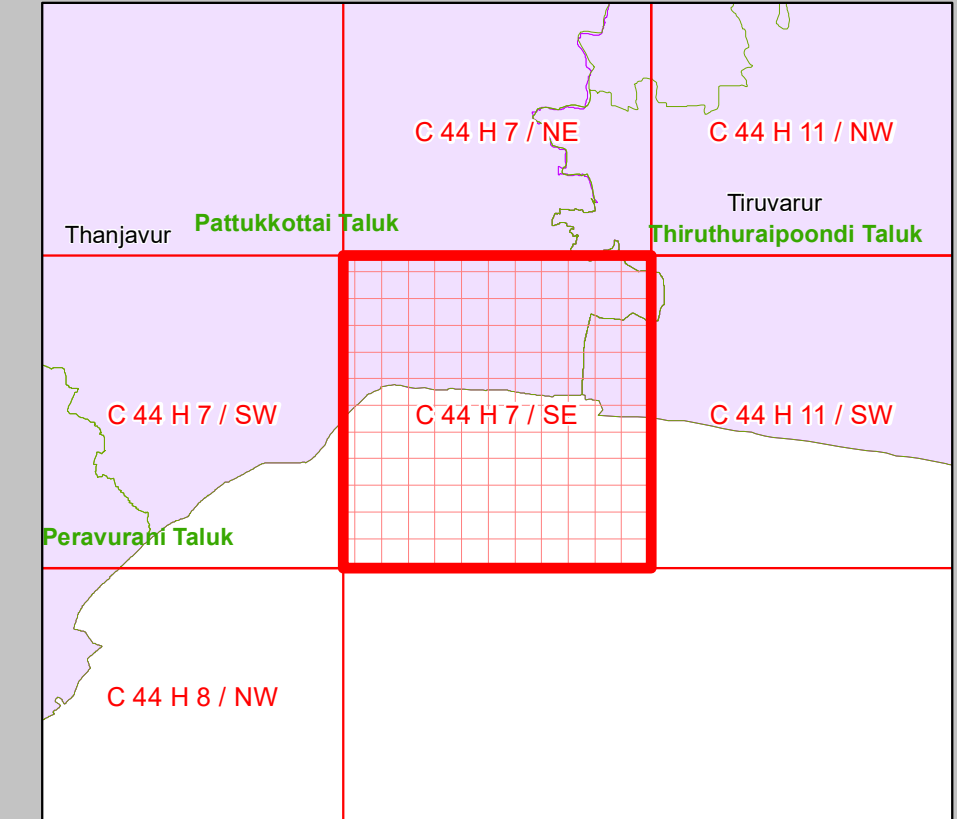 C 44 H 7 / NE
C 44 H 11 / NW
Tiruvarur
Pattukkottai Taluk
Thanjavur
Thiruthuraipoondi Taluk
C 44 H 7 / SW
C 44 H 7 / SE
C 44 H 11 / SW
Peravurani Taluk
C 44 H 8 / NW